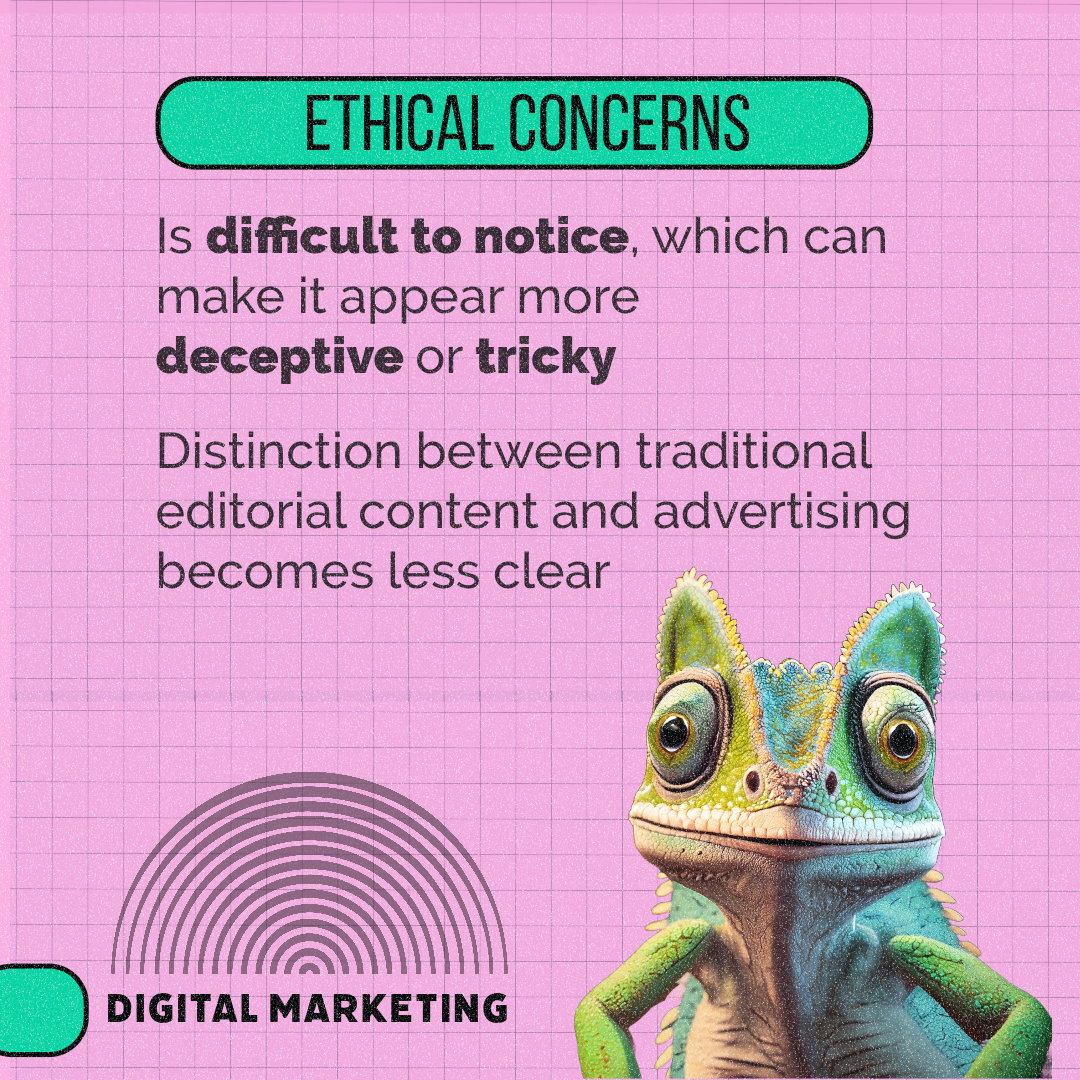 ETHICAL CONCERNS
Is difficult to notice, which can
make it appear more
deceptive or tricky
Distinction between traditional
editorial content and advertising
becomes less clear
DIGITAL MARKETING